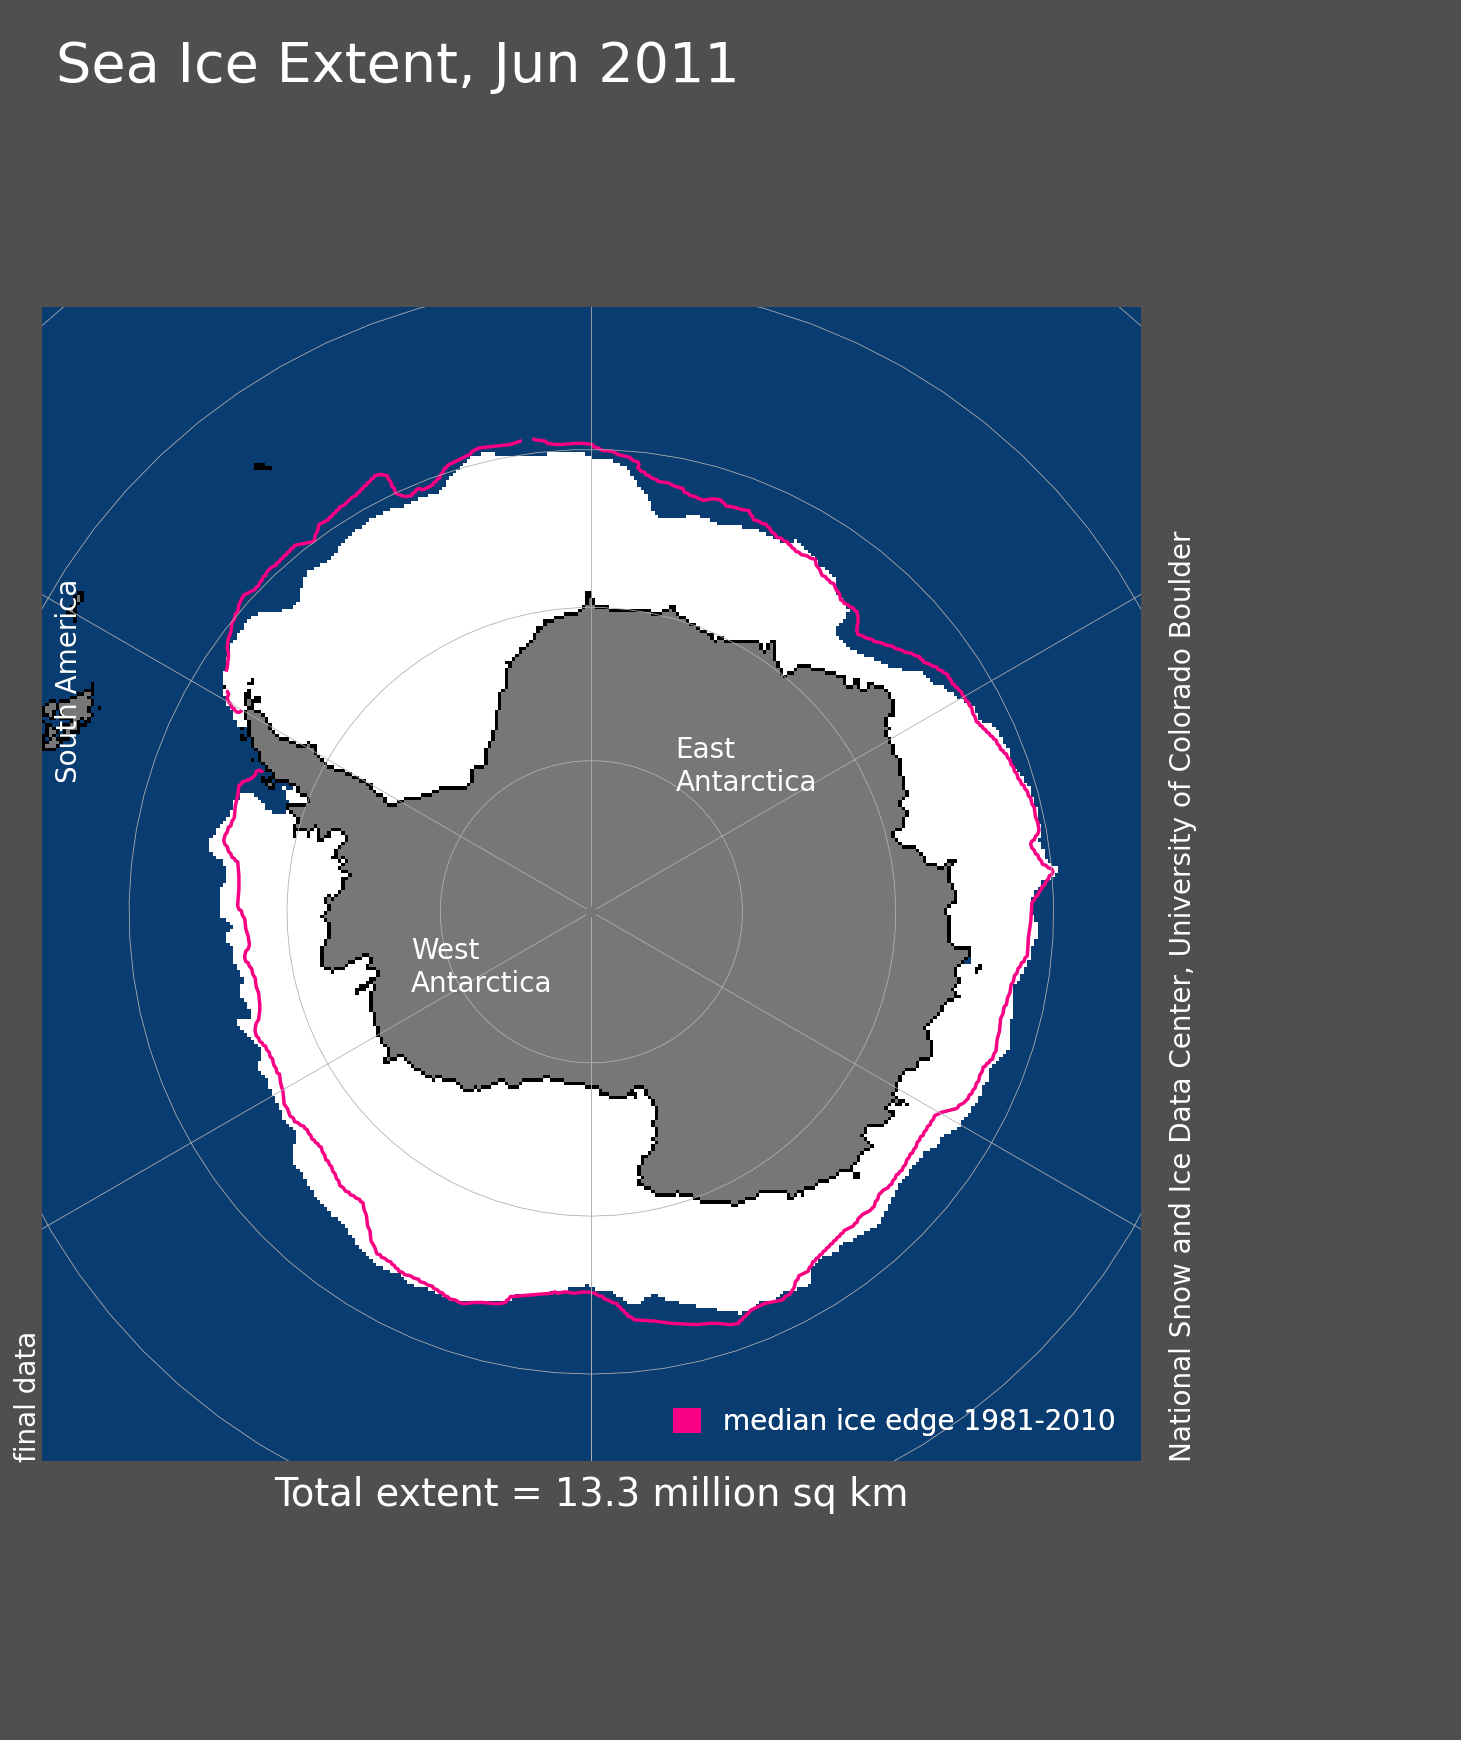 Sea Ice Extent, Jun 2011
South America
East
Antarctica
West
Antarctica
median ice edge 1981-2010
final data
National Snow and Ice Data Center, University of Colorado Boulder
Total extent = 13.3 million sq km